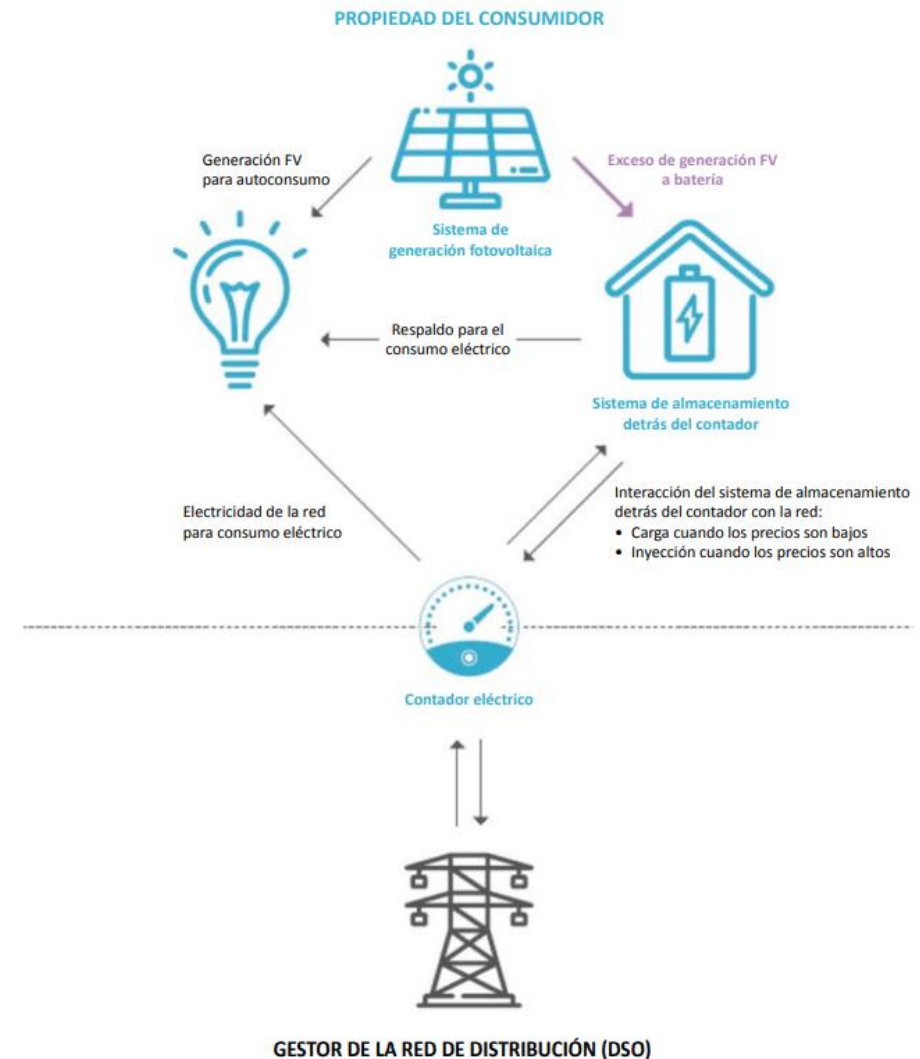 PROPIEDAD DEL CONSUMIDOR
Generación FV
para autoconsumo
Exceso de generación FV
a batería
Sistema de
generación fotovoltaica
Respaldo para el
consumo eléctrico
Sistema de almacenamiento
detrás del contador
Electricidad de la red
para consumo eléctrico
Interacción del sistema de almacenamiento
detrás del contador con la red:
• Carga cuando los precios son bajos
• Inyección cuando los precios son altos
Contador eléctrico
GESTOR DE LA RED DE DISTRIBUCIÓN (DSO)